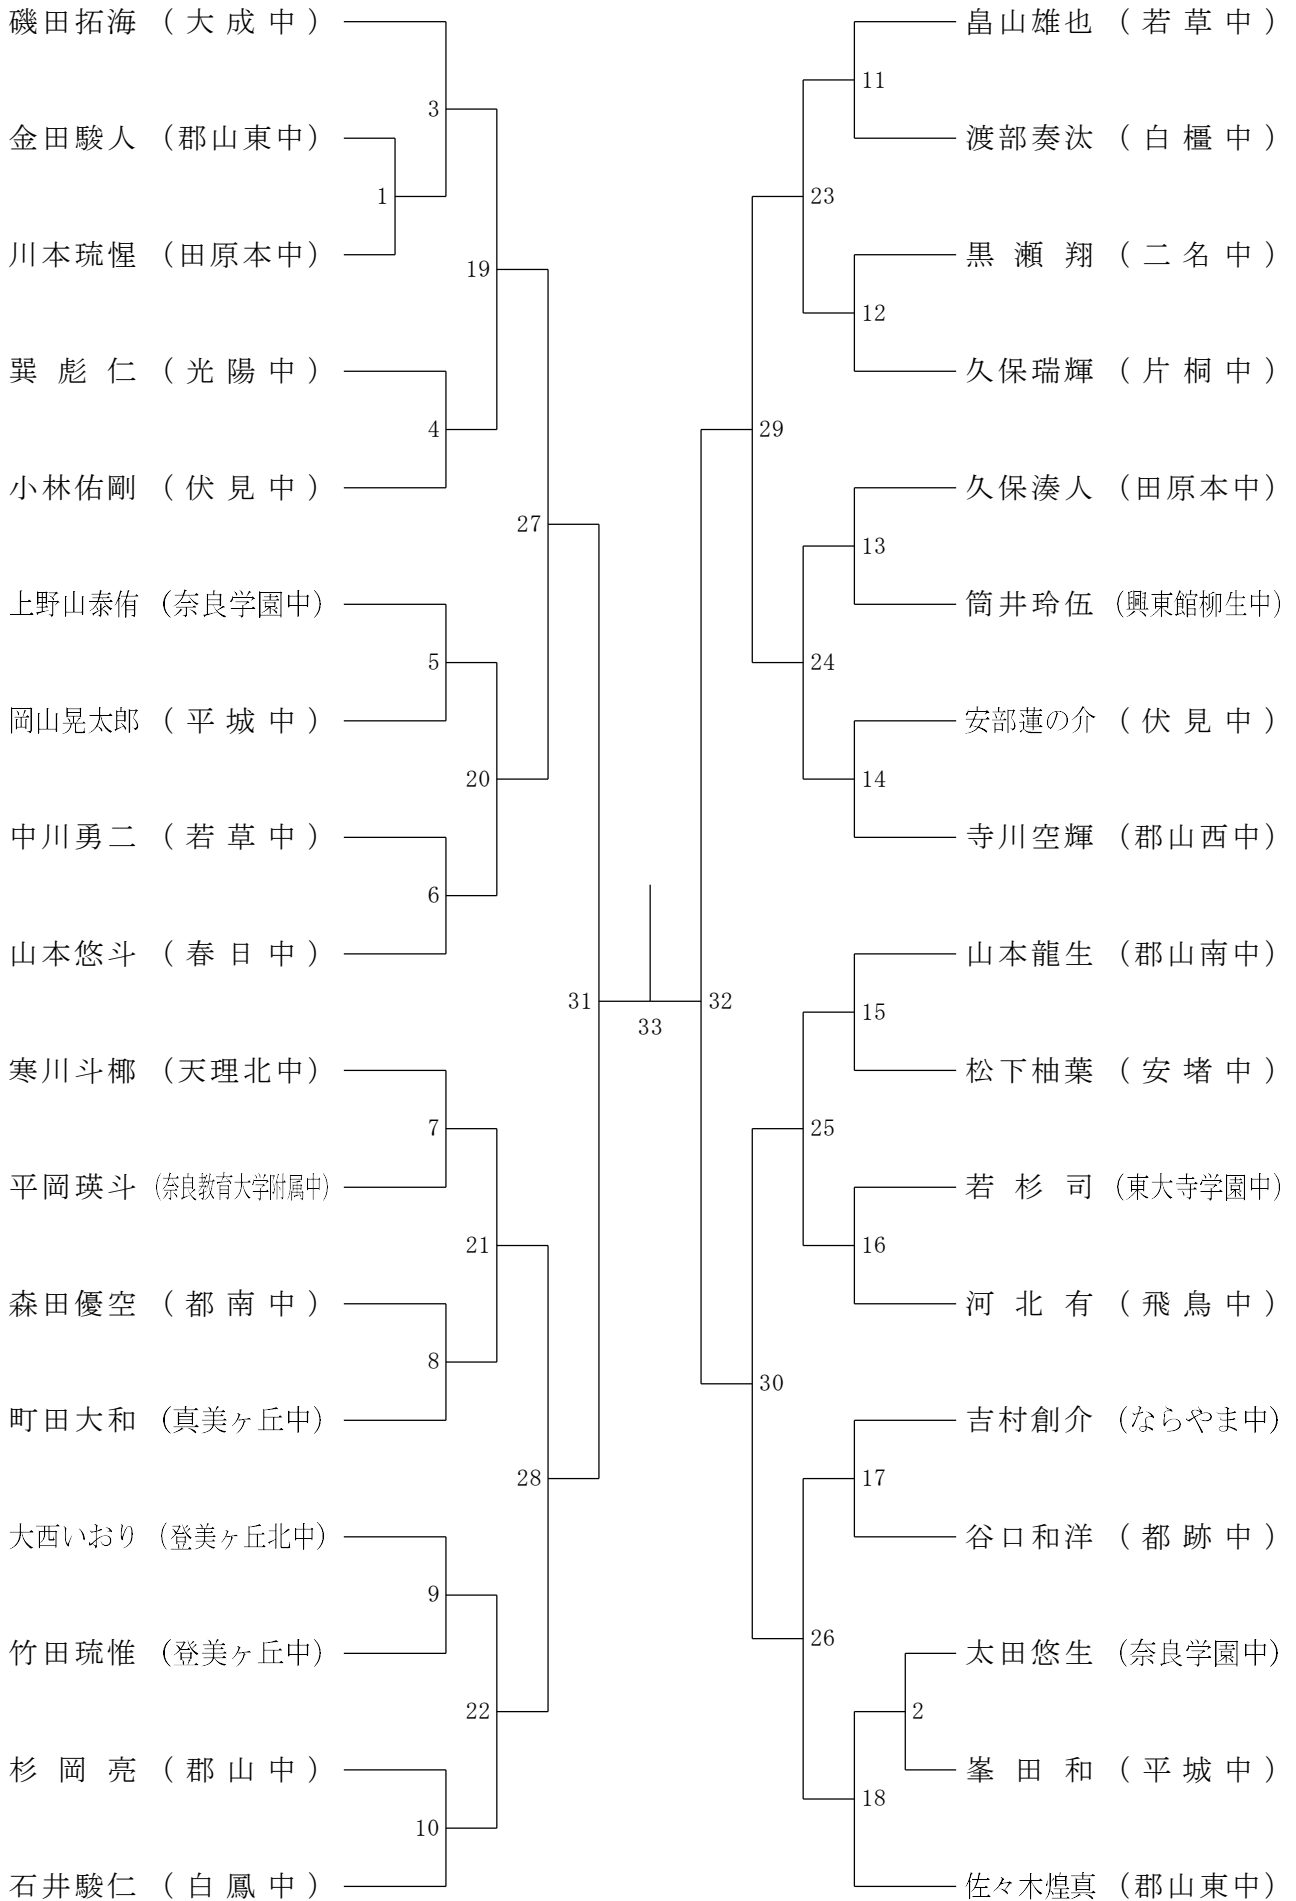 磯田拓海 (大成中)
金田駿人 (郡山東中)
川本琉惺 (田原本中)
巽彪仁 (光陽中)
小林佑剛 (伏見中)
上野山泰侑 (奈良学園中)
岡山晃太郎 (平城中)
中川勇二 (若草中)
山本悠斗 (春日中)
寒川斗椰 (天理北中)
平岡瑛斗 (奈良教育大学附属中)
森田優空 (都南中)
町田大和 (真美ヶ丘中)
大西いおり (登美ヶ丘北中)
竹田琉惟 (登美ヶ丘中)
杉岡亮 (郡山中)
石井駿仁 (白鳳中)
1
3
4
5
6
7
8
9
10
19
20
21
22
27
28
31
33
32
29
30
23
24
25
26
11
12
13
14
15
16
17
18
2
畠山雄也 (若草中)
渡部奏汰 (白橿中)
黒瀬翔 (二名中)
久保瑞輝 (片桐中)
久保湊人 (田原本中)
筒井玲伍 (興東館柳生中)
安部蓮の介 (伏見中)
寺川空輝 (郡山西中)
山本龍生 (郡山南中)
松下柚葉 (安堵中)
若杉司 (東大寺学園中)
河北有 (飛鳥中)
吉村創介 (ならやま中)
谷口和洋 (都跡中)
太田悠生 (奈良学園中)
峯田和 (平城中)
佐々木煌真 (郡山東中)